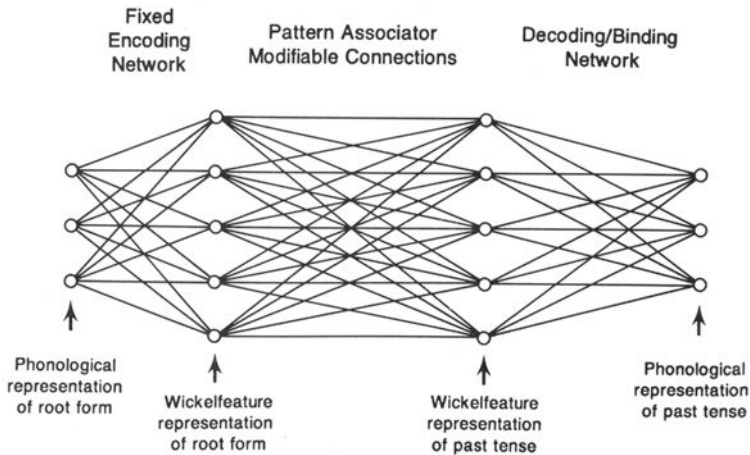 Fixed
Encoding
Network
Pattern Associator
Modifiable Connections
Decoding/Binding
Network
Phonological
representation
of root form
Wickelfeature
representation
of root form
Wickelfeature
representation
of past tense
Phonological
representation
of past tense